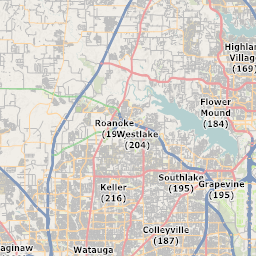 Highlan
Village
(169)
Flower
Mound
(184)
Roanoke
(19
Westlake
(204)
Southlake
(195)
Grapevine
(195)
Keller
(216)
Colleyville
(187)
aginaw
Watauga